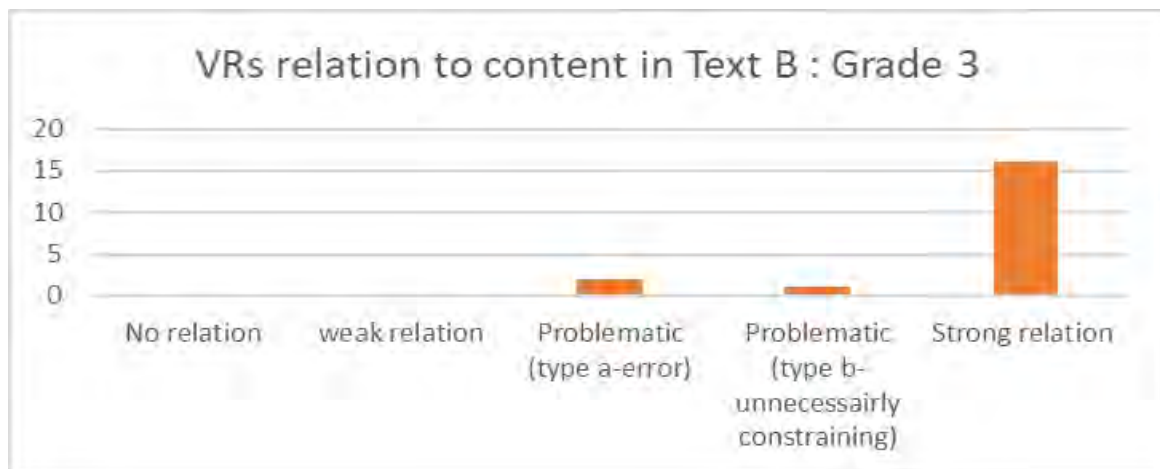 VRs relation to content in Text B : Grade 3
20
15
10
5
0
No relation
weak relation
Problematic
(type a-error)
Problematic
(type b-
unnecessairly
constraining)
Strong relation